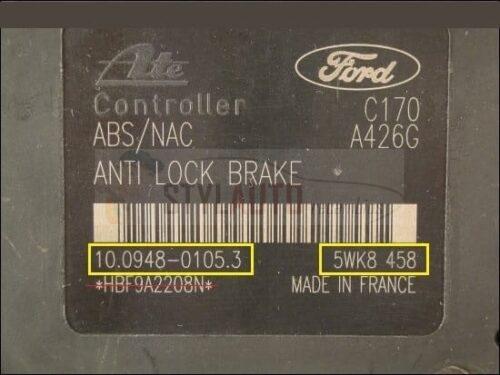 Ate
Ford
Controller
C170
ABS/NAC
A426G
ANTI LOCK BRAKE
STYLAUTO
10.0948-0105.3
5WK8 458
*HBF9A2208N*
MADE IN FRANCE